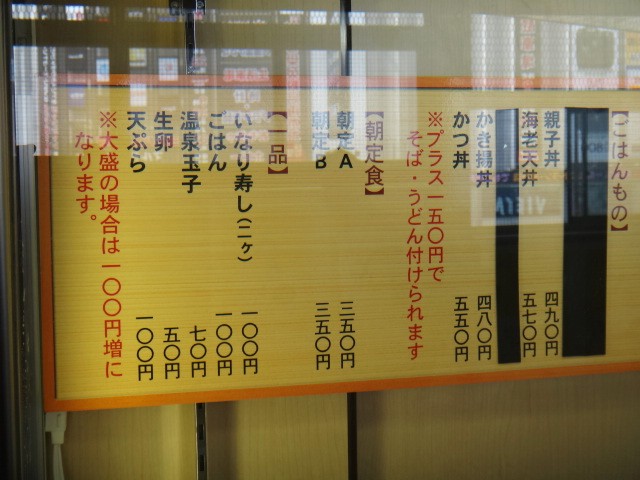 【ごはんもの】
親子丼 四九〇円
海老天丼 五七〇円
かき揚丼 四八〇円
かつ丼 五五〇円
※プラス一五〇円で
そば・うどん付けられます
【朝定食】
朝定A 三五〇円
朝定B 三五〇円
【一品】
いなり寿し(二ヶ) 一〇〇円
ごはん 一〇〇円
温泉玉子 七〇円
生卵 五〇円
天ぷら 一〇〇円
※大盛の場合は一〇〇円増に
なります。